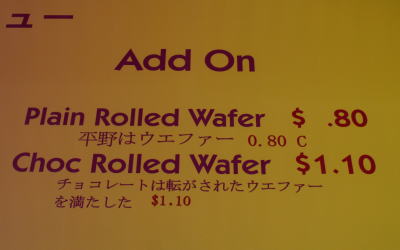 ュー
Add On
Plain Rolled Wafer $ .80
平野はウエファー 0.80 C
Choc Rolled Wafer $1.10
チョコレートは転がされたウエファー
を満たした $1.10